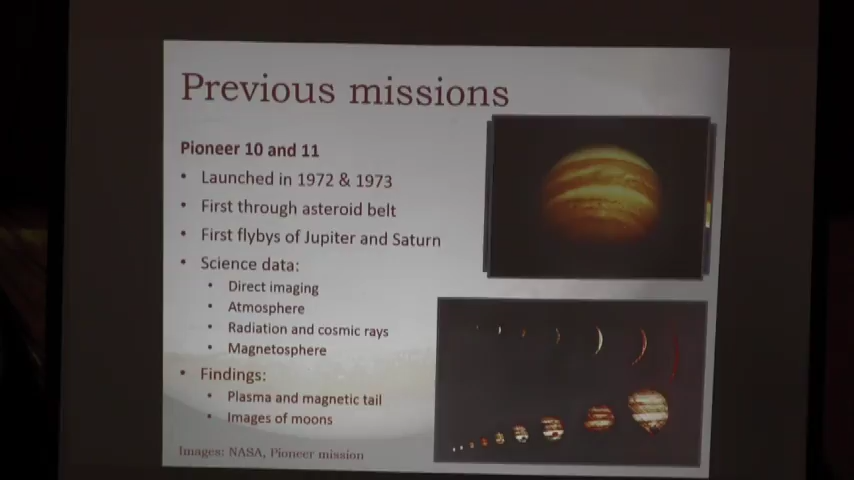 Previous missions
Pioneer 10 and 11
• Launched in 1972 & 1973
• First through asteroid belt
• First flybys of Jupiter and Saturn
• Science data:
• Direct imaging
• Atmosphere
• Radiation and cosmic rays
• Magnetosphere
• Findings:
• Plasma and magnetic tail
• Images of moons
Images: NASA, Pioneer mission